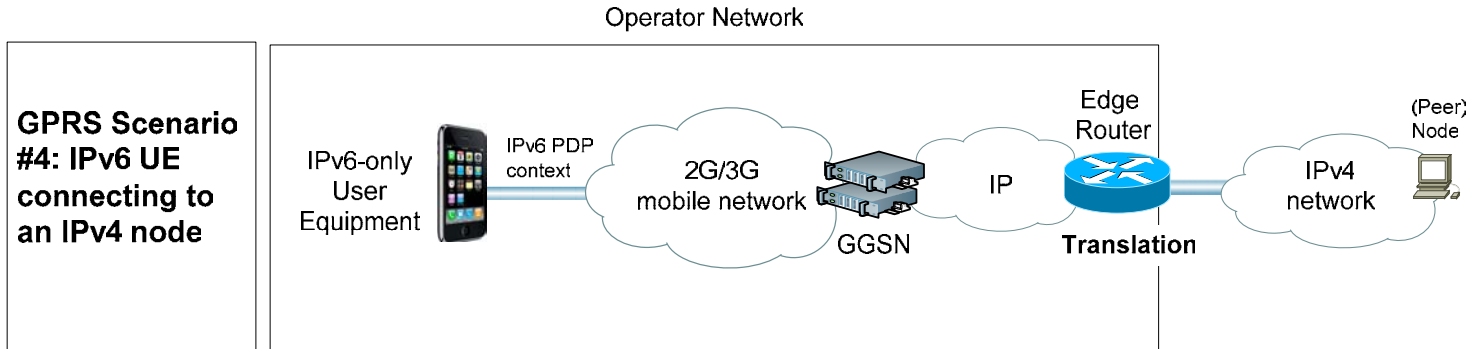 Operator Network
GPRS Scenario
#4: IPv6 UE
connecting to
an IPv4 node
IPv6-only
User
Equipment
IPv6 PDP
context
2G/3G
mobile network
GGSN
IP
Edge
Router
Translation
IPv4
network
(Peer)
Node